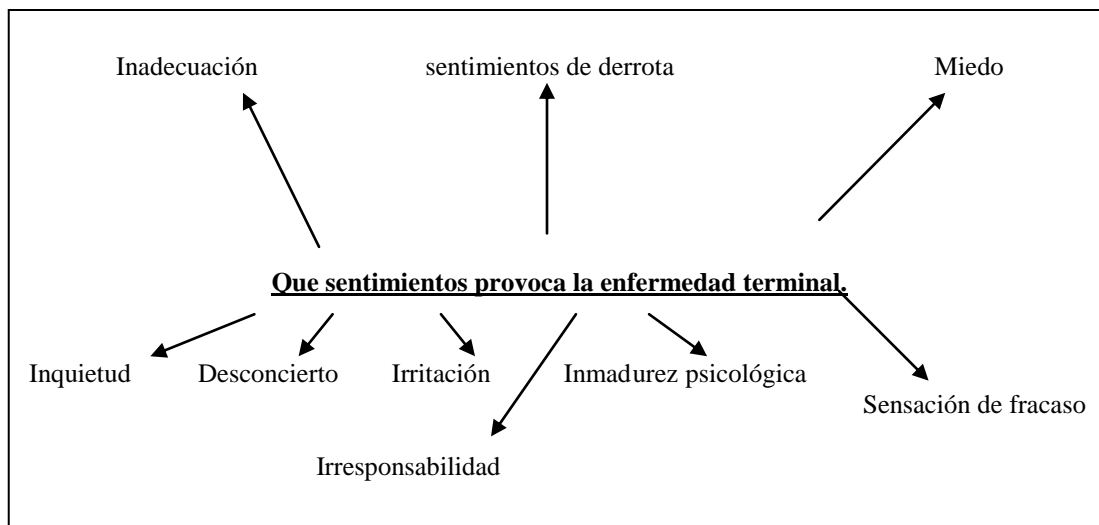 Inadecuación sentimientos de derrota Miedo
Que sentimientos provoca la enfermedad terminal.
Inquietud Desconcierto Irritación Inmadurez psicológica
Sensación de fracaso
Irresponsabilidad